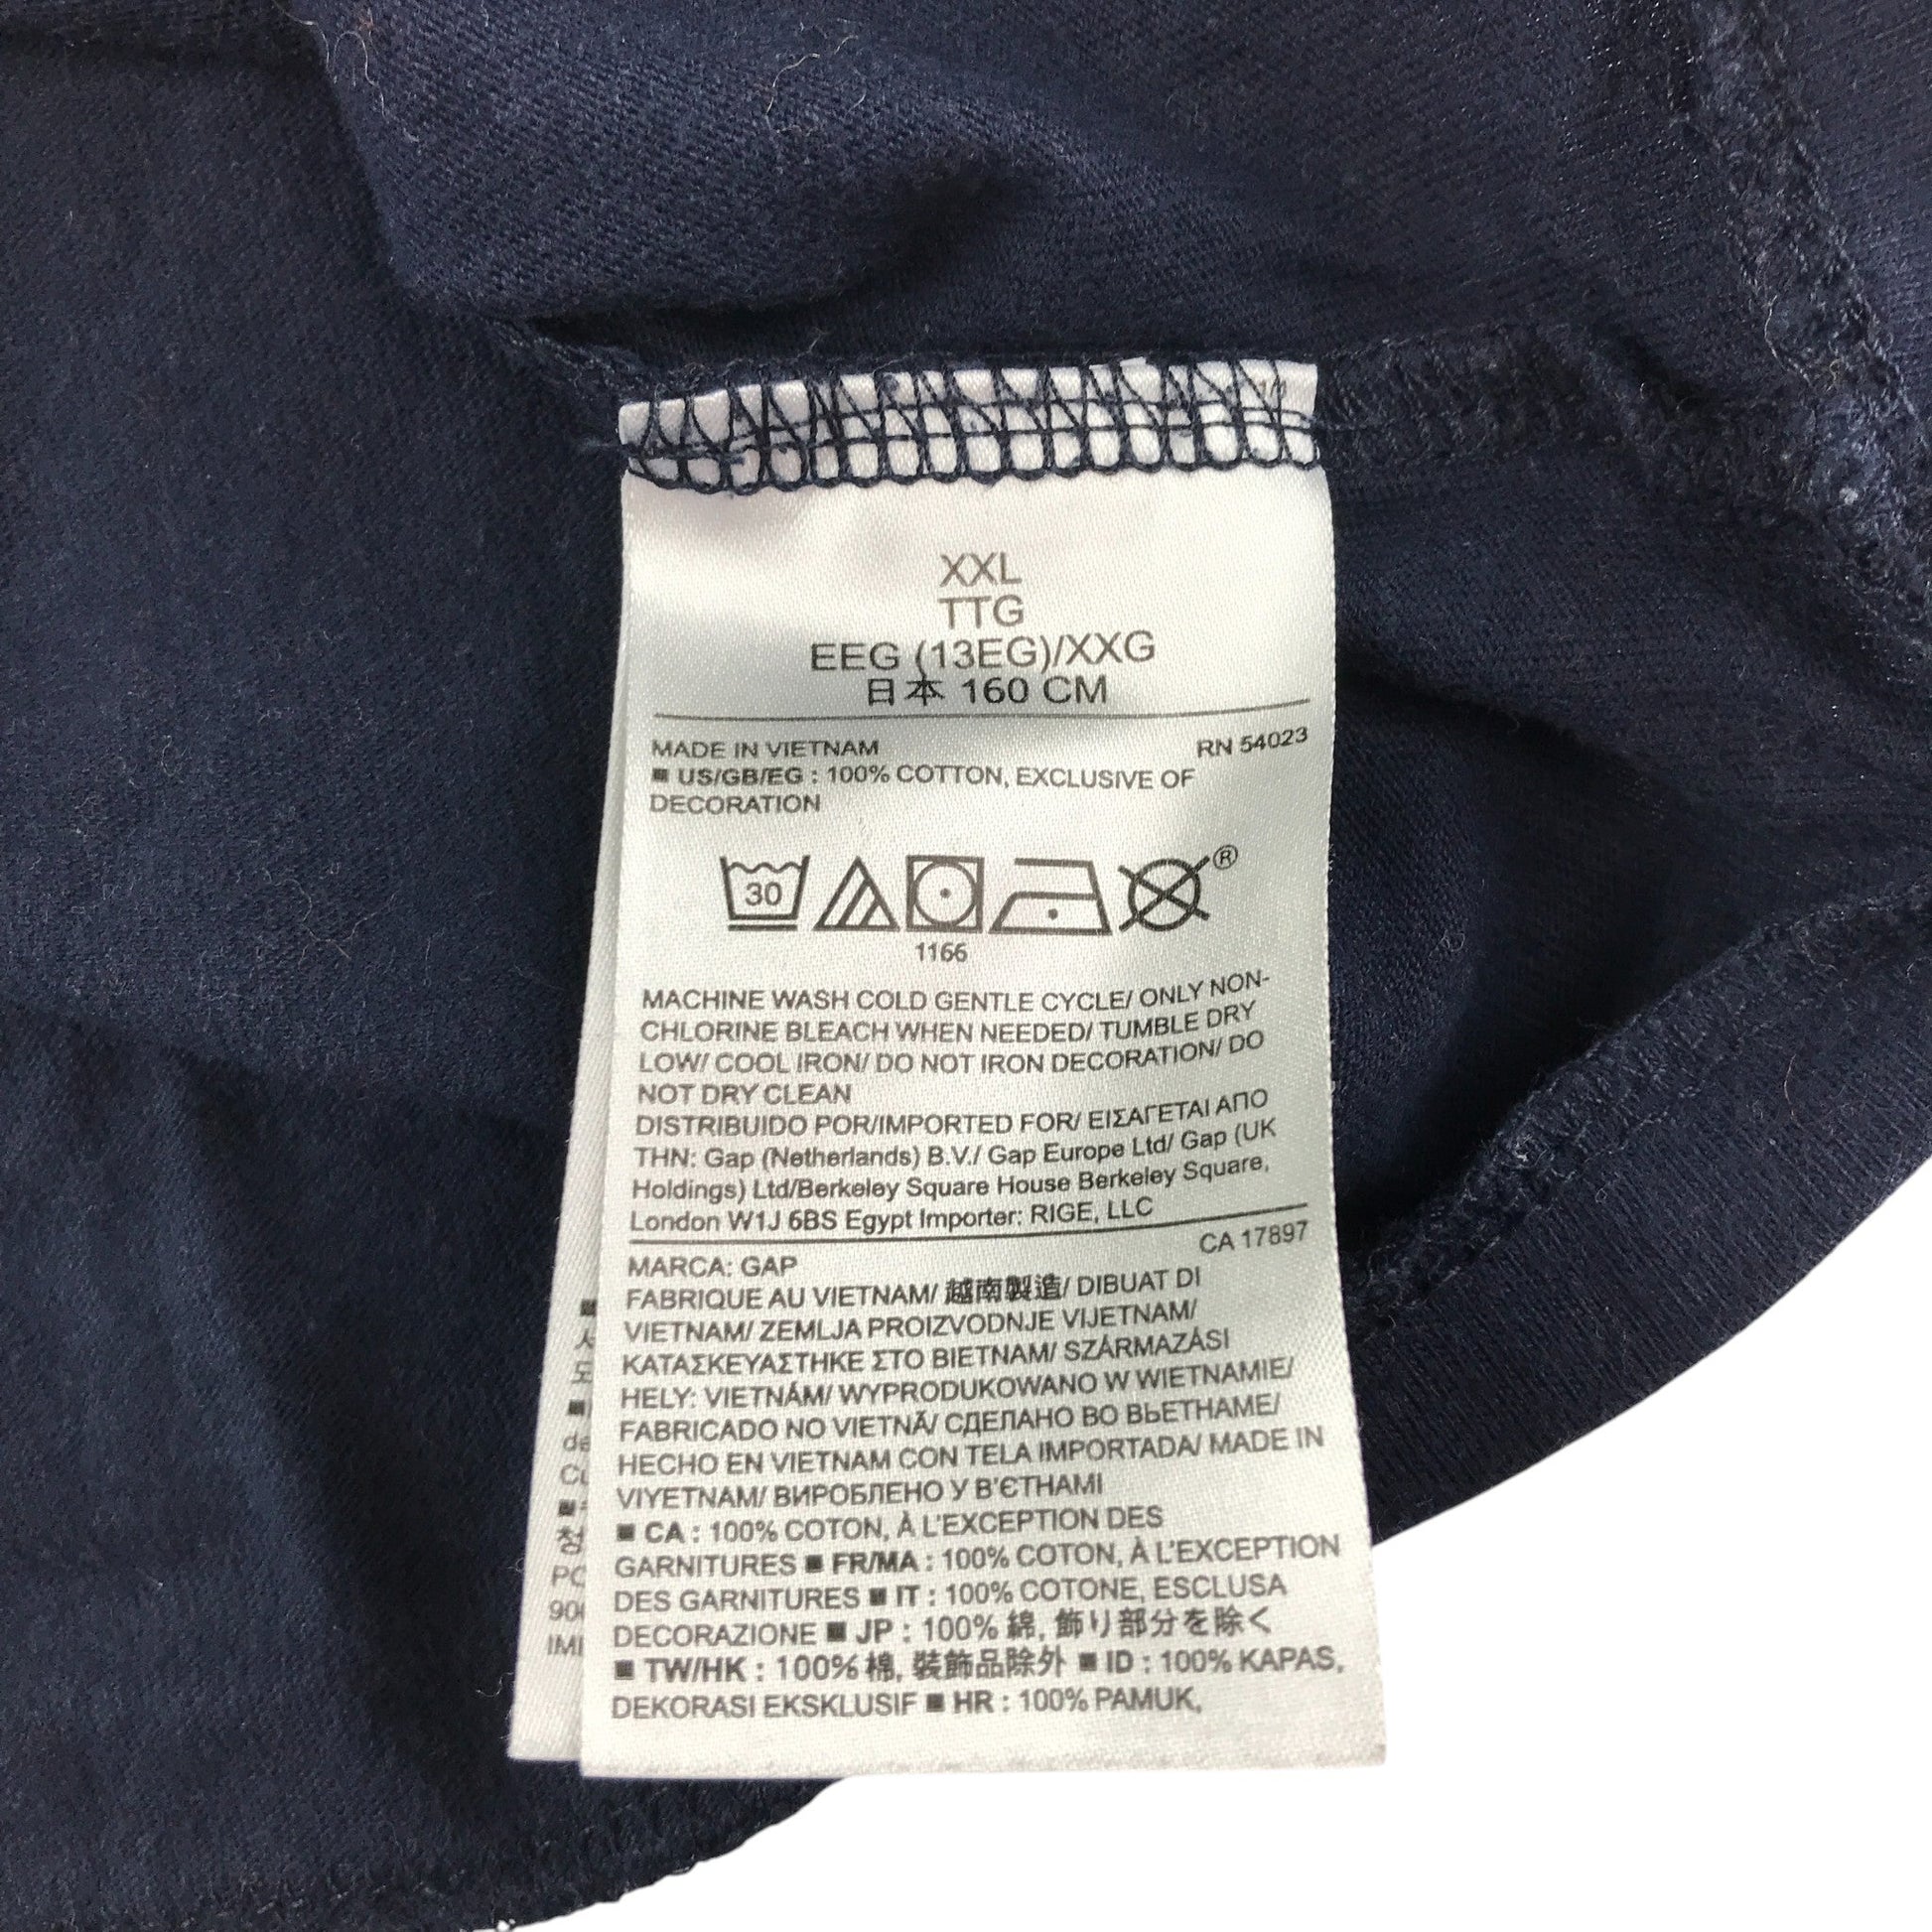 XXL
TTG
EEG (13EG)/XXG
日本 160 CM
MADE IN VIETNAM RN 54023
■ US/GB/EG : 100% COTTON, EXCLUSIVE OF
DECORATION
30
®
1166
MACHINE WASH COLD GENTLE CYCLE/ ONLY NON-
CHLORINE BLEACH WHEN NEEDED/ TUMBLE DRY
LOW/ COOL IRON/ DO NOT IRON DECORATION/ DO
NOT DRY CLEAN
DISTRIBUIDO POR/IMPORTED FOR/ ΕΙΣΑΓΕΤΑΙ ΑΠΟ
ΤΗΝ: Gap (Netherlands) B.V./ Gap Europe Ltd/ Gap (UK
Holdings) Ltd/Berkeley Square House Berkeley Square,
London W1J 6BS Egypt Importer: RIGE, LLC
MARCA: GAP CA 17897
FABRIQUE AU VIETNAM/ 越南製造/ DIBUAT DI
VIETNAM/ ZEMLJA PROIZVODNJE VIJETNAM/
ΚΑΤΑΣΚΕΥΑΣΤΗΚΕ ΣΤΟ ΒΙΕΤΝΑΜ/ SZÁRMAZÁSI
HELY: VIETNÁM/ WYPRODUKOWANO W WIETNAMIE/
FABRICADO NO VIETNÃ/ СДЕЛАНО ВО ВЬЕТНАМЕ/
HECHO EN VIETNAM CON TELA IMPORTADA/ MADE IN
VIYETNAM/ ВИРОБЛЕНО У В'ЄТНАМІ
■ CA : 100% COTON, À L'EXCEPTION DES
GARNITURES ■ FR/MA : 100% COTON, À L'EXCEPTION
DES GARNITURES ■ IT : 100% COTONE, ESCLUSA
DECORAZIONE ■ JP : 100% 綿, 飾り部分を除く
■ TW/HK : 100% 棉, 裝飾品除外 ■ ID : 100% KAPAS,
DEKORASI EKSKLUSIF ■ HR : 100% PAMUK,